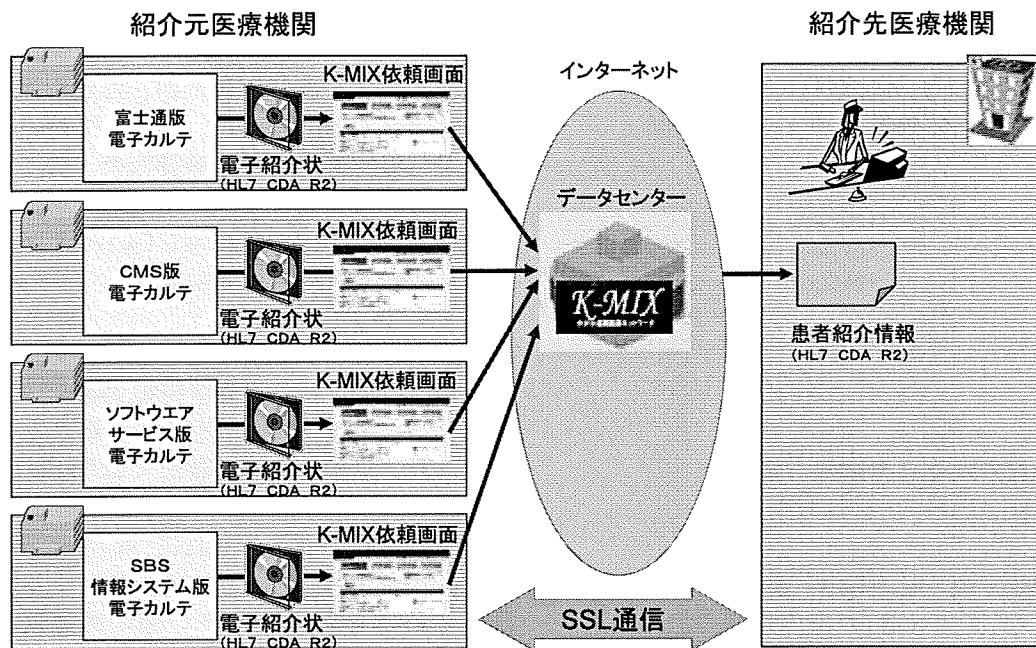 紹介元医療機関
紹介先医療機関
K-MIX依頼画面
富士通版
電子カルテ
電子紹介状
(HL7 CDA R2)
K-MIX依頼画面
CMS版
電子カルテ
電子紹介状
(HL7 CDA R2)
K-MIX依頼画面
ソフトウエア
サービス版
電子カルテ
電子紹介状
(HL7 CDA R2)
K-MIX依頼画面
SBS
情報システム版
電子カルテ
電子紹介状
(HL7 CDA R2)
インターネット
データセンター
K-MIX
SSL通信
患者紹介情報
(HL7 CDA R2)